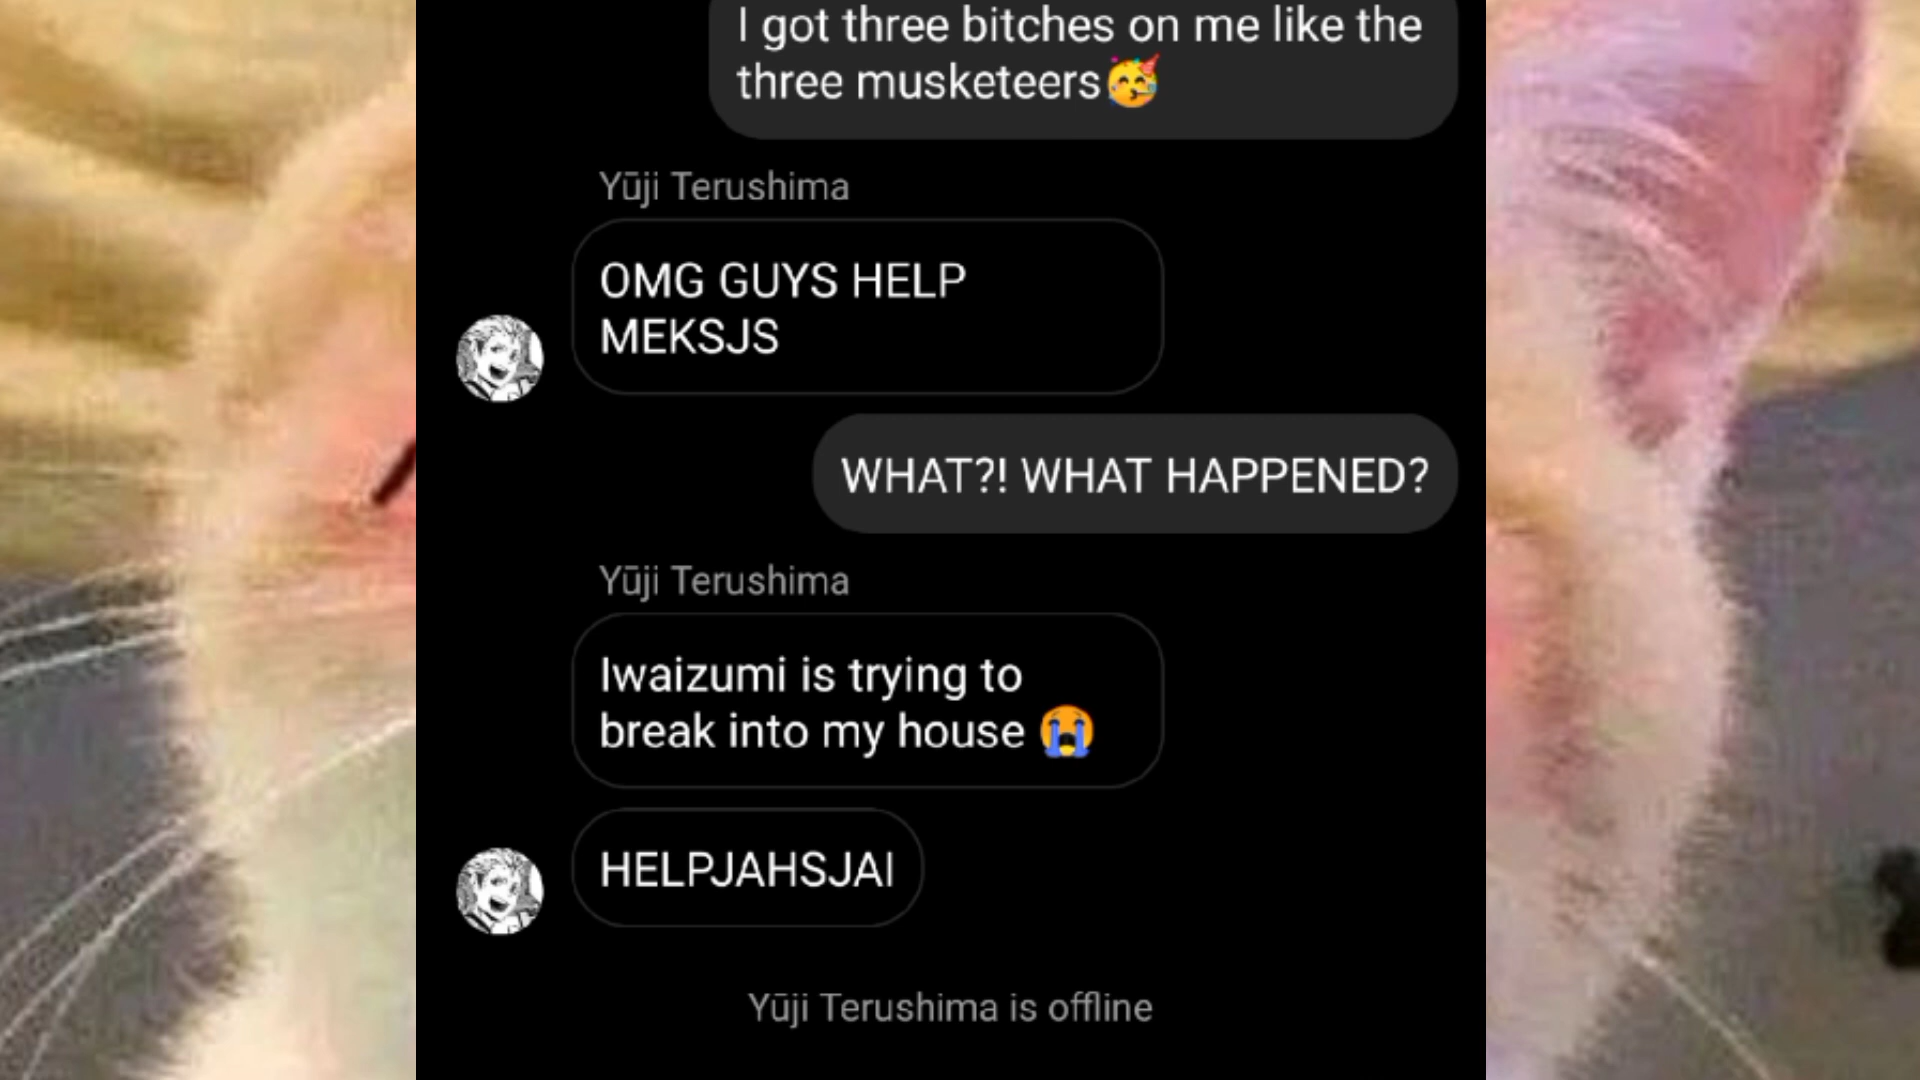 I got three bitches on me like the
three musketeers🥳
Yūji Terushima
OMG GUYS HELP
MEKSJS
WHAT?! WHAT HAPPENED?
Yūji Terushima
Iwaizumi is trying to
break into my house 😭
HELPJAHSJAI
Yūji Terushima is offline